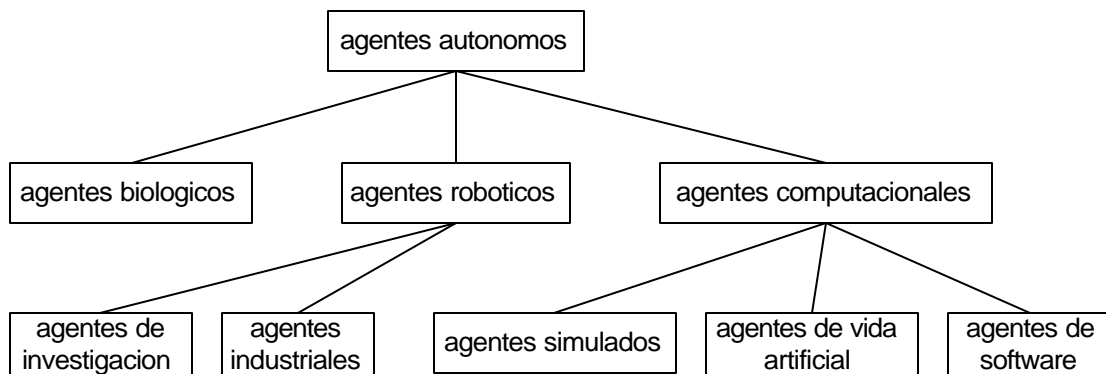 agentes autonomos
agentes biologicos
agentes roboticos
agentes computacionales
agentes de
investigacion
agentes
industriales
agentes simulados
agentes de vida
artificial
agentes de
software